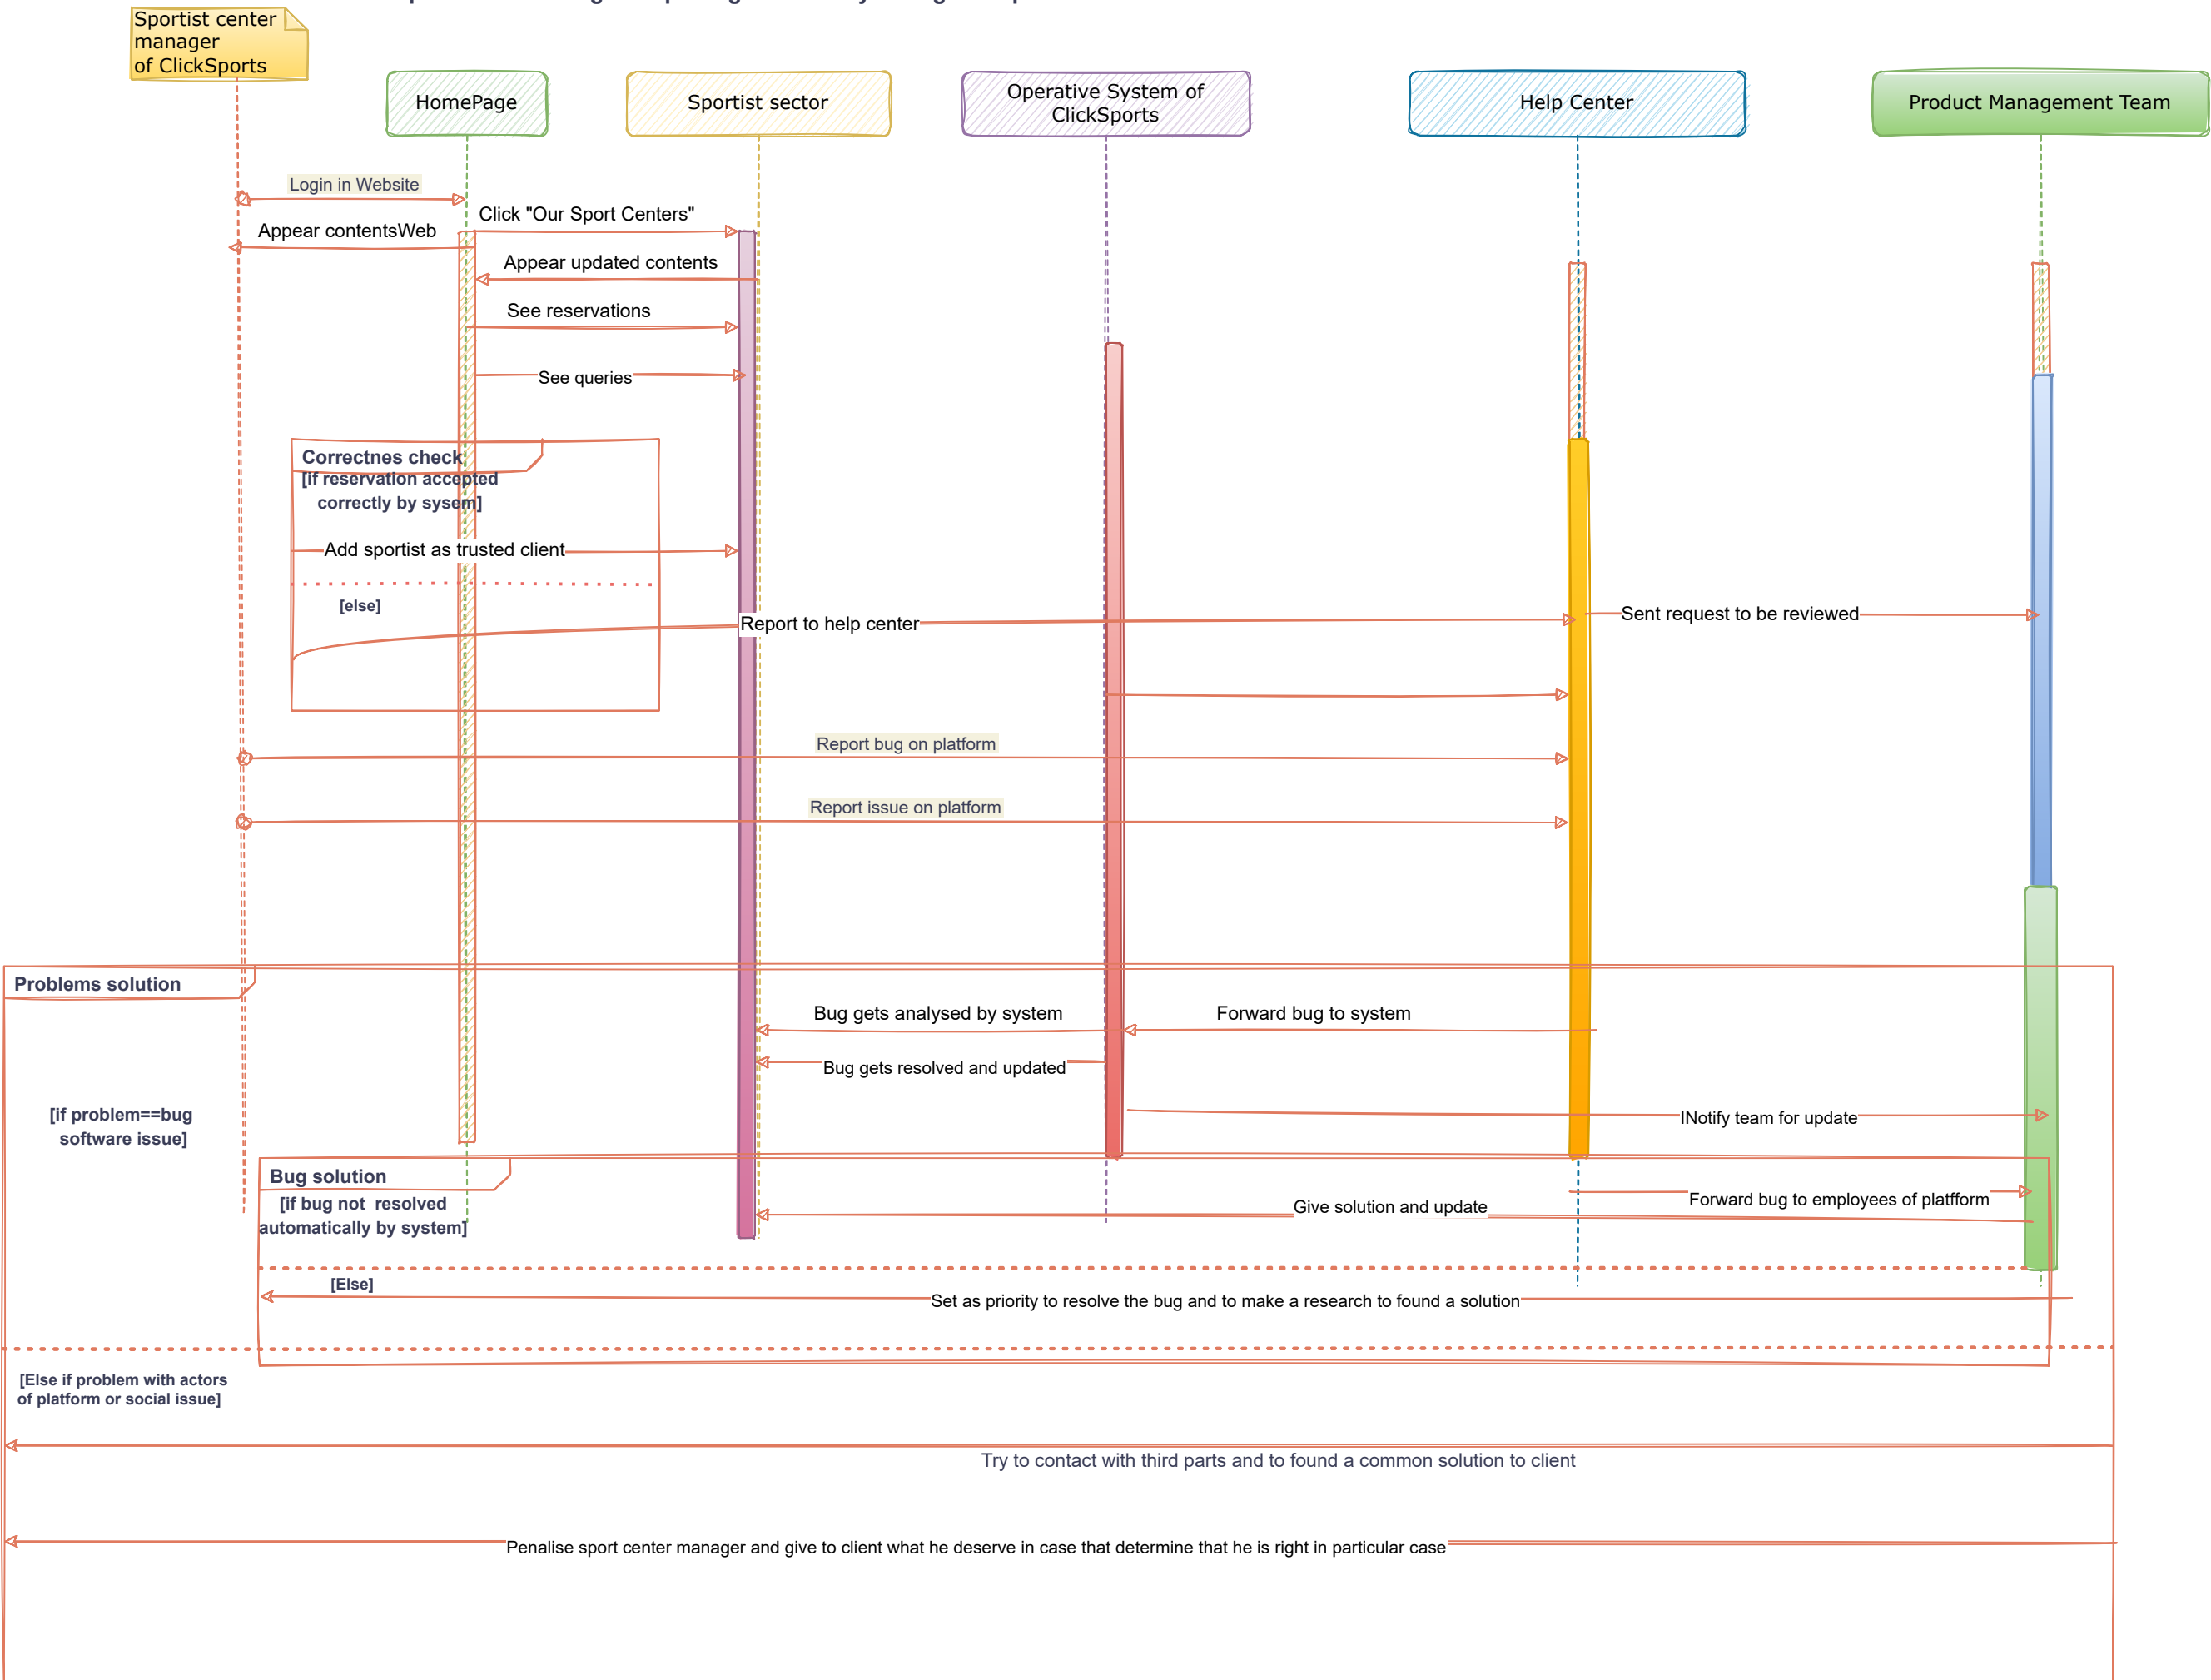 Sportist center
manager
of ClickSports
HomePage
Sportist sector
Operative System of
ClickSports
Help Center
Product Management Team
Login in Website
Click "Our Sport Centers"
Appear contentsWeb
Appear updated contents
See reservations
See queries
Correctnes check
[if reservation accepted
correctly by sysem]
Add sportist as trusted client
[else]
Report to help center
Sent request to be reviewed
Report bug on platform
Report issue on platform
Problems solution
Bug gets analysed by system
Forward bug to system
Bug gets resolved and updated
[if problem==bug
software issue]
INotify team for update
Bug solution
[if bug not  resolved
automatically by system]
Give solution and update
Forward bug to employees of platfform
[Else]
Set as priority to resolve the bug and to make a research to found a solution
[Else if problem with actors
of platform or social issue]
Try to contact with third parts and to found a common solution to client
Penalise sport center manager and give to client what he deserve in case that determine that he is right in particular case